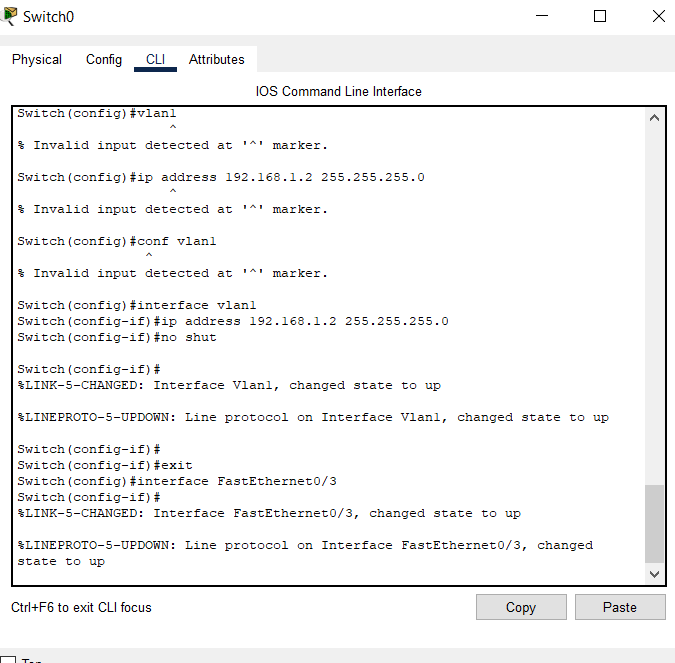 Switch0
Physical Config CLI Attributes
IOS Command Line Interface
Switch(config)#vlan1
^
% Invalid input detected at '^' marker.
Switch(config)#ip address 192.168.1.2 255.255.255.0
^
% Invalid input detected at '^' marker.
Switch(config)#conf vlan1
^
% Invalid input detected at '^' marker.
Switch(config)#interface vlan1
Switch(config-if)#ip address 192.168.1.2 255.255.255.0
Switch(config-if)#no shut
Switch(config-if)#
%LINK-5-CHANGED: Interface Vlan1, changed state to up
%LINEPROTO-5-UPDOWN: Line protocol on Interface Vlan1, changed state to up
Switch(config-if)#
Switch(config-if)#exit
Switch(config)#interface FastEthernet0/3
Switch(config-if)#
%LINK-5-CHANGED: Interface FastEthernet0/3, changed state to up
%LINEPROTO-5-UPDOWN: Line protocol on Interface FastEthernet0/3, changed
state to up
Ctrl+F6 to exit CLI focus
Copy Paste